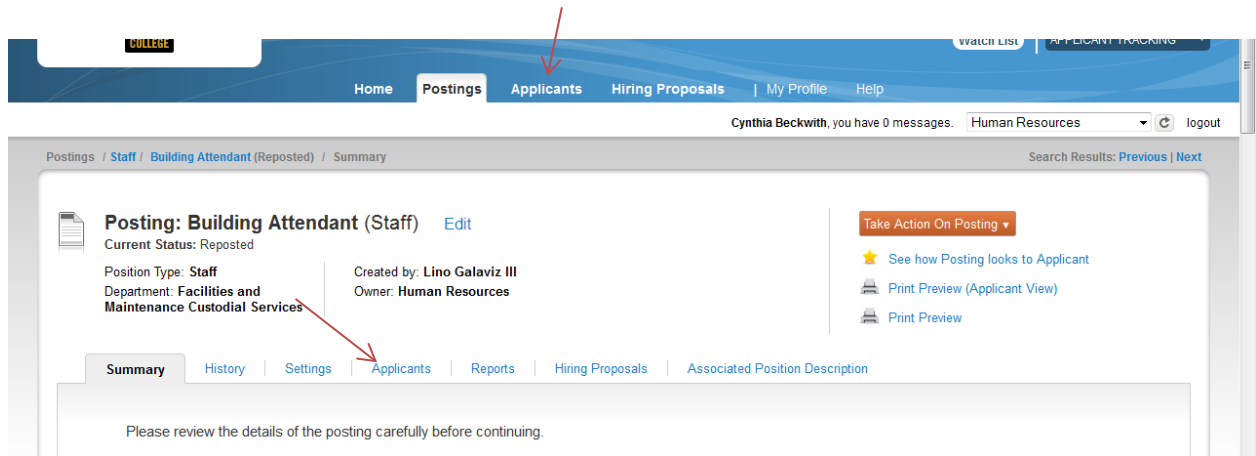 COLLEGE
Watch List APPLICANT TRACKING
Home Postings Applicants Hiring Proposals | My Profile Help
Cynthia Beckwith, you have 0 messages. Human Resources logout
Postings / Staff / Building Attendant (Reposted) / Summary Search Results: Previous | Next
Posting: Building Attendant (Staff) Edit
Take Action On Posting
Current Status: Reposted
See how Posting looks to Applicant
Position Type: Staff Created by: Lino Galaviz III
Department: Facilities and Owner: Human Resources
Maintenance Custodial Services
Print Preview (Applicant View)
Print Preview
Summary History Settings Applicants Reports Hiring Proposals Associated Position Description
Please review the details of the posting carefully before continuing.